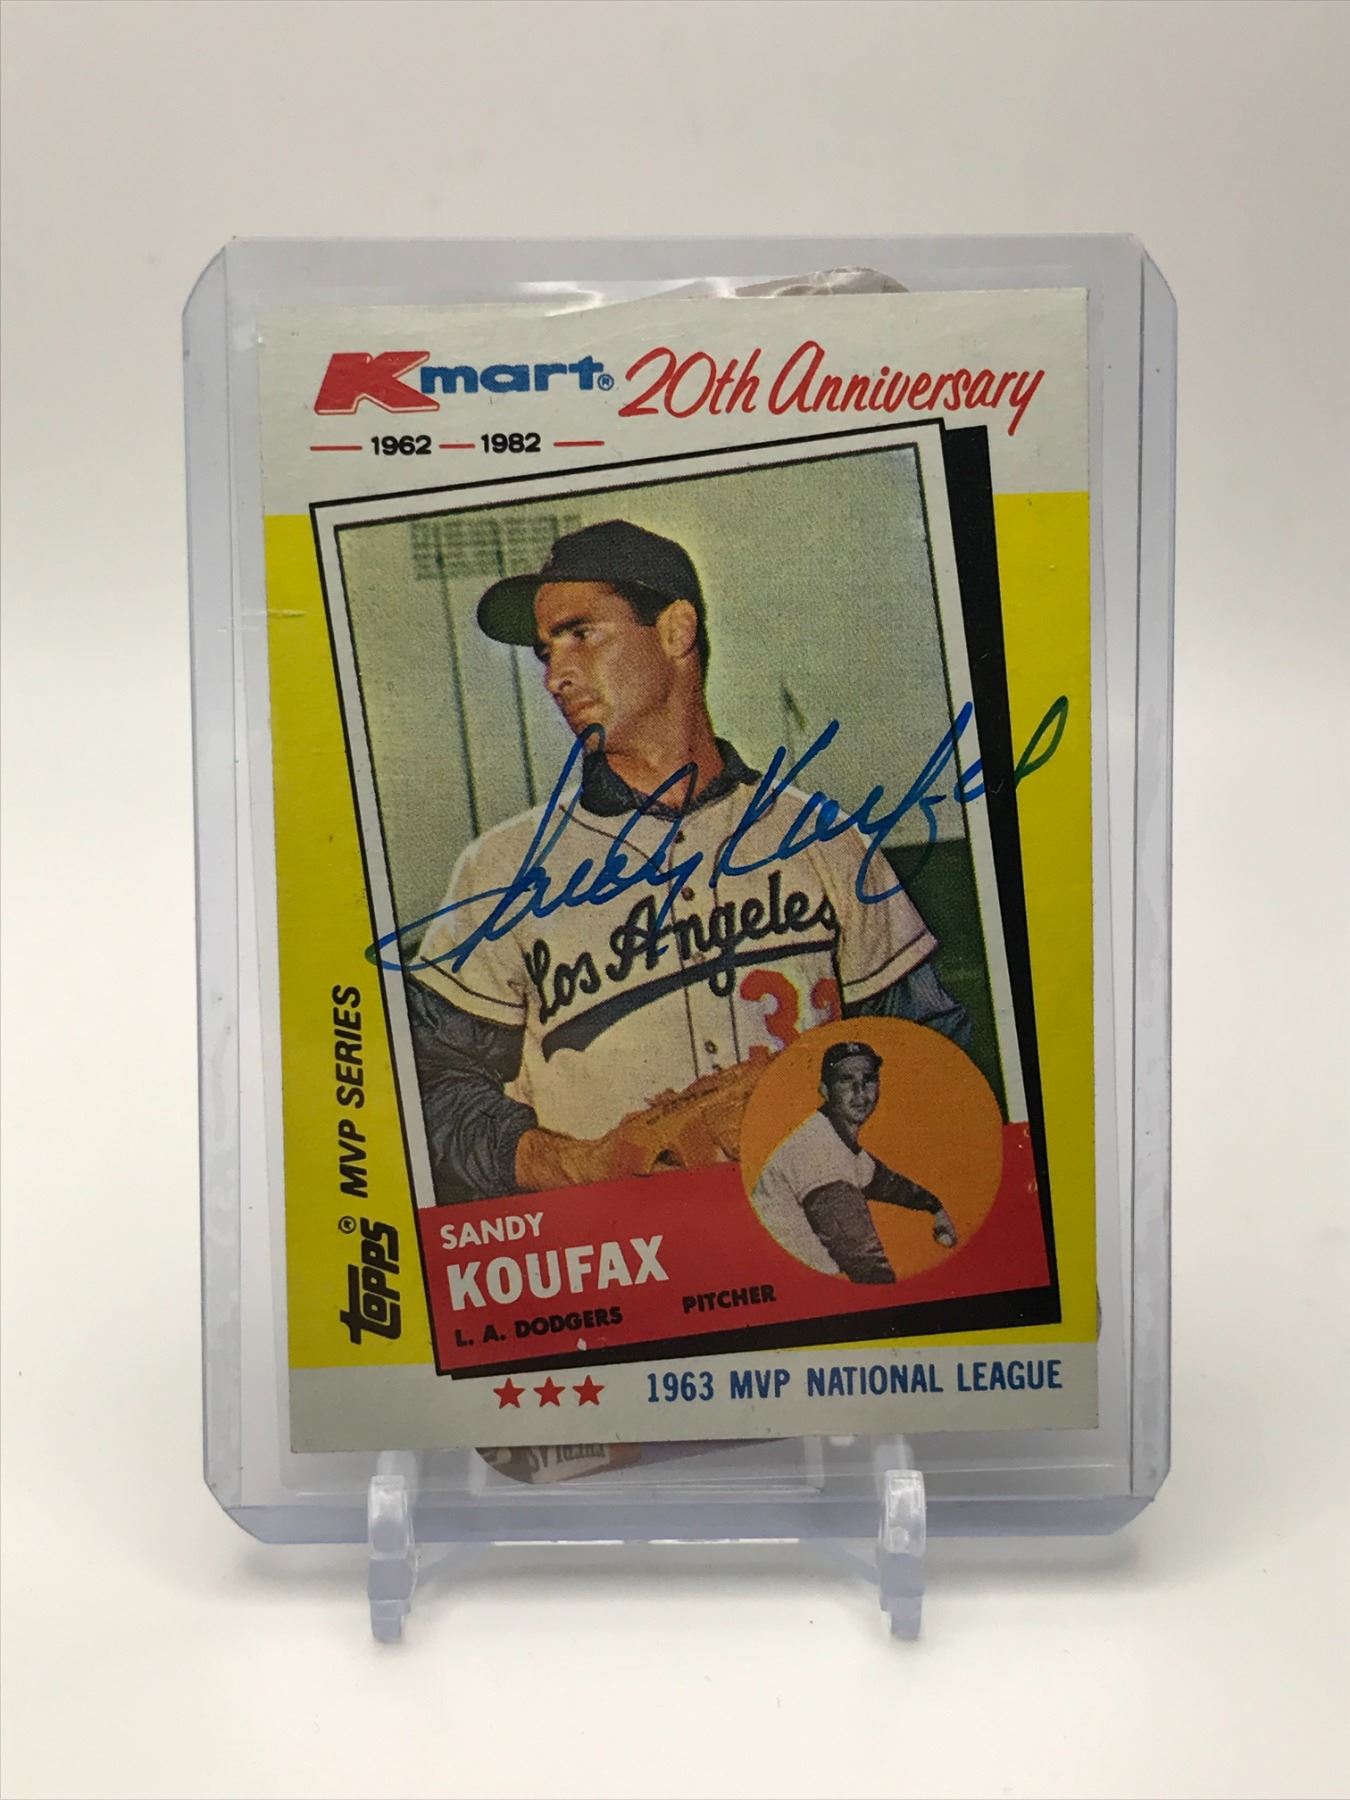 Kmart® 20th Anniversary
1962 — 1982
Sandy Koufax
Los Angeles
32
TOPPS® MVP SERIES
SANDY
KOUFAX
L. A. DODGERS PITCHER
★★★ 1963 MVP NATIONAL LEAGUE